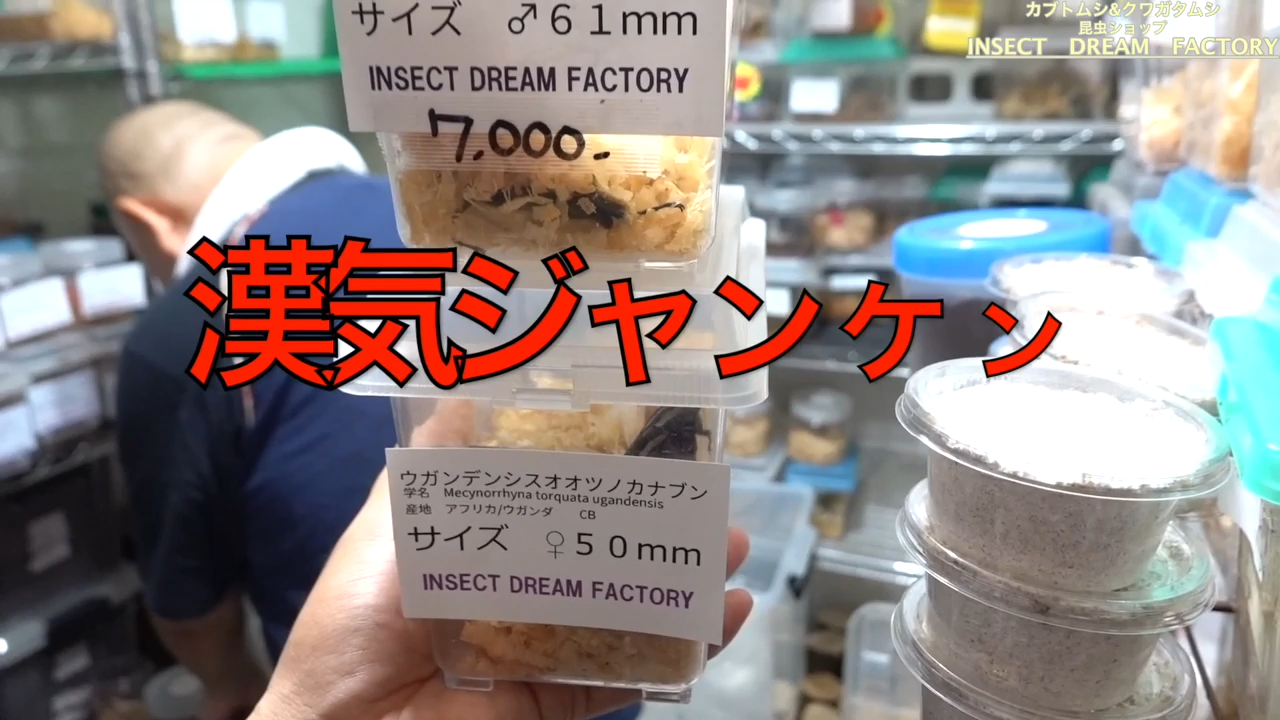 カブトムシ&クワガタムシ
昆虫ショップ
INSECT DREAM FACTORY
サイズ ♂61mm
INSECT DREAM FACTORY
7,000.-
漢気ジャンケン
ウガンデンシスオオツノカナブン
学名 Mecynorrhyna torquata ugandensis
産地 アフリカ/ウガンダ CB
サイズ ♀50mm
INSECT DREAM FACTORY